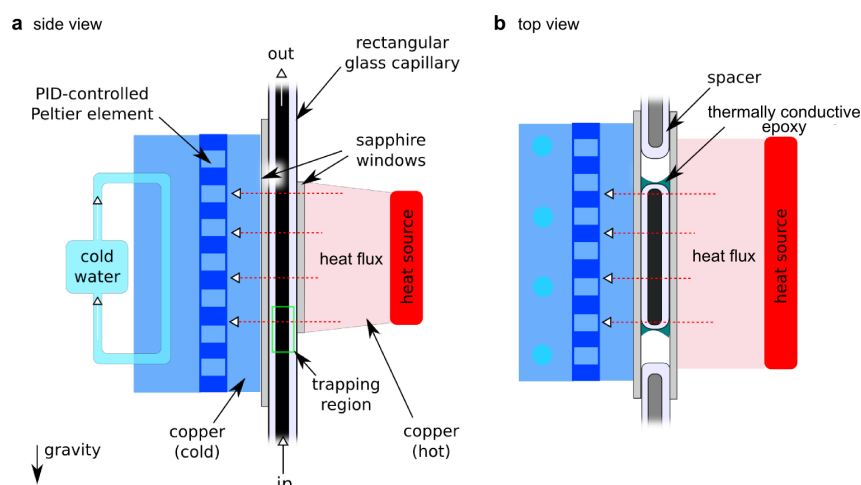 a side view
out
rectangular
glass capillary
PID-controlled
Peltier element
sapphire
windows
cold
water
heat flux
heat source
trapping
region
copper
(cold)
copper
(hot)
gravity
in
b top view
spacer
thermally conductive
epoxy
heat flux
heat source